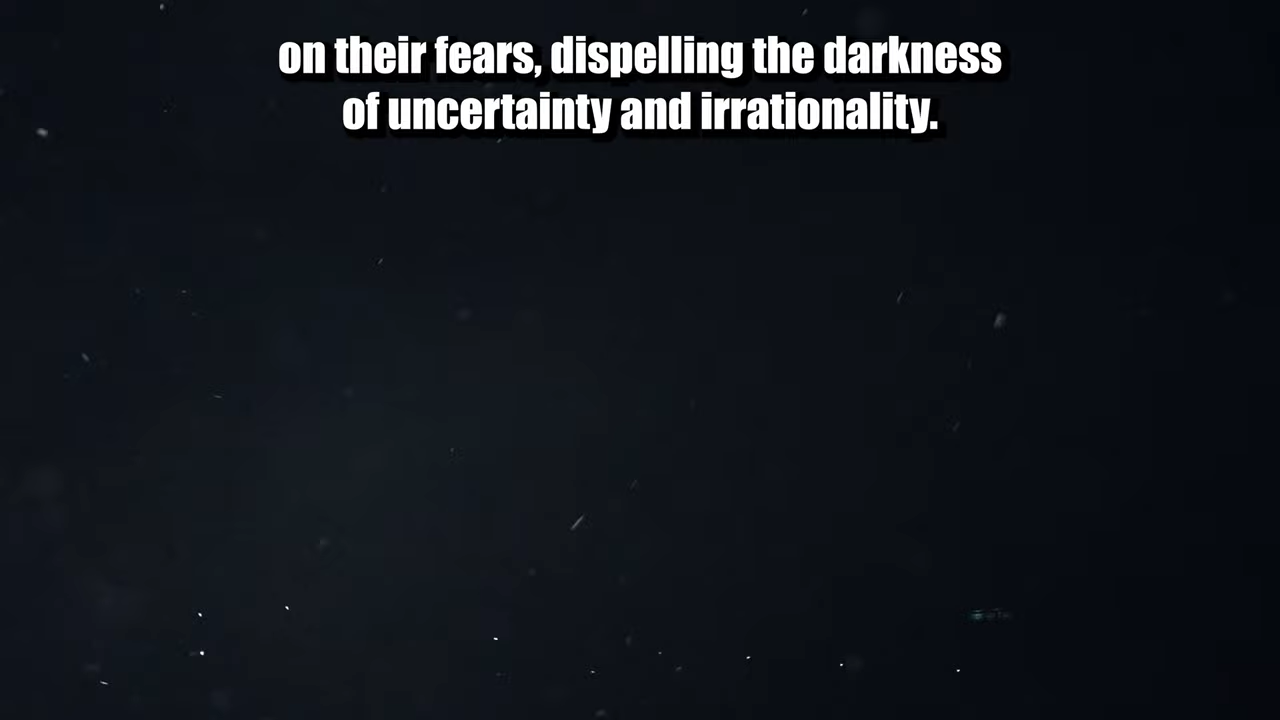 on their fears, dispelling the darkness
of uncertainty and irrationality.